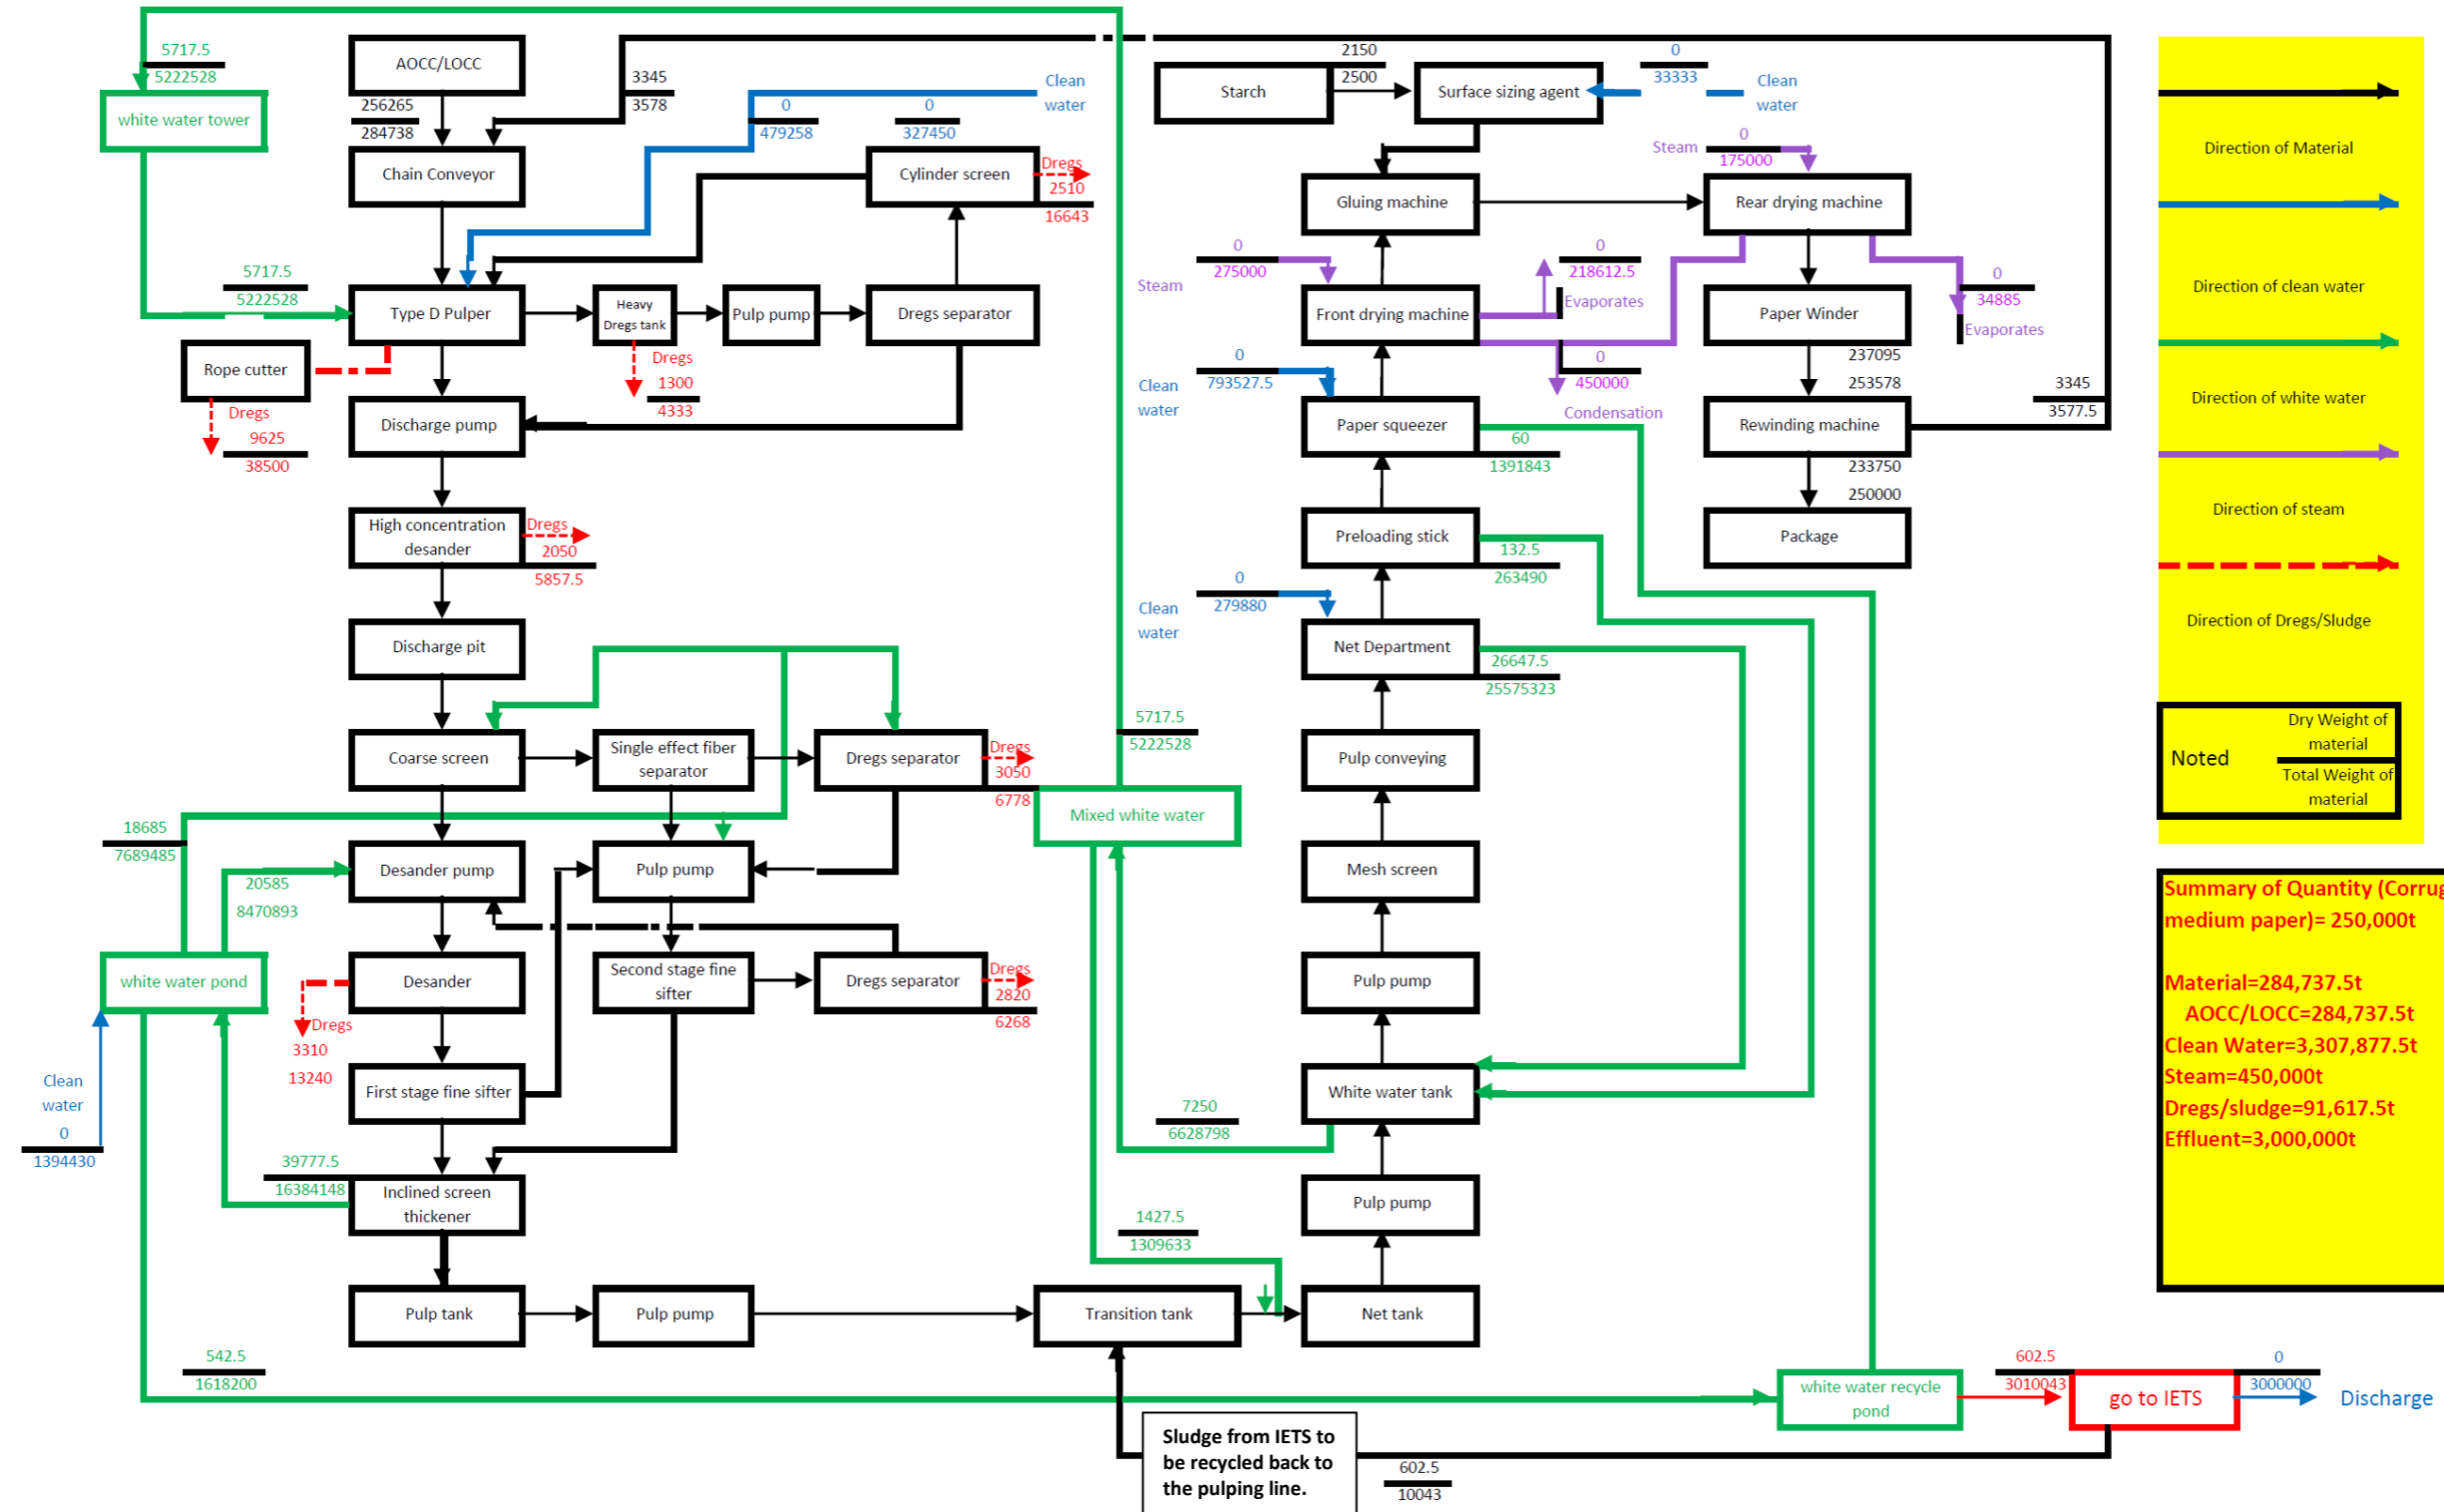 5717.5
5222528
white water tower
AOCC/LOCC
256265
284738
3345
3578
Chain Conveyor
0
479258
0
327450
Clean
water
Cylinder screen
Dregs
2510
16643
5717.5
5222528
Type D Pulper
Heavy
Dregs tank
Pulp pump
Dregs separator
Rope cutter
Dregs
9625
38500
Dregs
1300
4333
Discharge pump
High concentration
desander
Dregs
2050
5857.5
Discharge pit
Coarse screen
Single effect fiber
separator
Dregs separator
Dregs
3050
6778
18685
7689485
20585
8470893
Desander pump
Pulp pump
white water pond
Desander
Second stage fine
sifter
Dregs separator
Dregs
2820
6268
Dregs
3310
13240
Clean
water
0
1394430
First stage fine sifter
39777.5
16384148
Inclined screen
thickener
Pulp tank
Pulp pump
Transition tank
542.5
1618200
5717.5
5222528
Mixed white water
7250
6628798
1427.5
1309633
Starch
2150
2500
Surface sizing agent
0
33333
Clean
water
Gluing machine
Steam
0
175000
Rear drying machine
Steam
0
275000
Front drying machine
0
218612.5
Evaporates
0
34885
Evaporates
0
450000
Condensation
Paper Winder
237095
253578
Clean
water
0
793527.5
Paper squeezer
60
1391843
Rewinding machine
3345
3577.5
233750
250000
Package
Preloading stick
132.5
263490
Clean
water
0
279880
Net Department
26647.5
25575323
Pulp conveying
Mesh screen
Pulp pump
White water tank
Pulp pump
Net tank
white water recycle
pond
602.5
3010043
go to IETS
0
3000000
Discharge
Sludge from IETS to
be recycled back to
the pulping line.
602.5
10043
Direction of Material
Direction of clean water
Direction of white water
Direction of steam
Direction of Dregs/Sludge
Noted
Dry Weight of
material
Total Weight of
material
Summary of Quantity (Corrug
medium paper)= 250,000t
Material=284,737.5t
AOCC/LOCC=284,737.5t
Clean Water=3,307,877.5t
Steam=450,000t
Dregs/sludge=91,617.5t
Effluent=3,000,000t